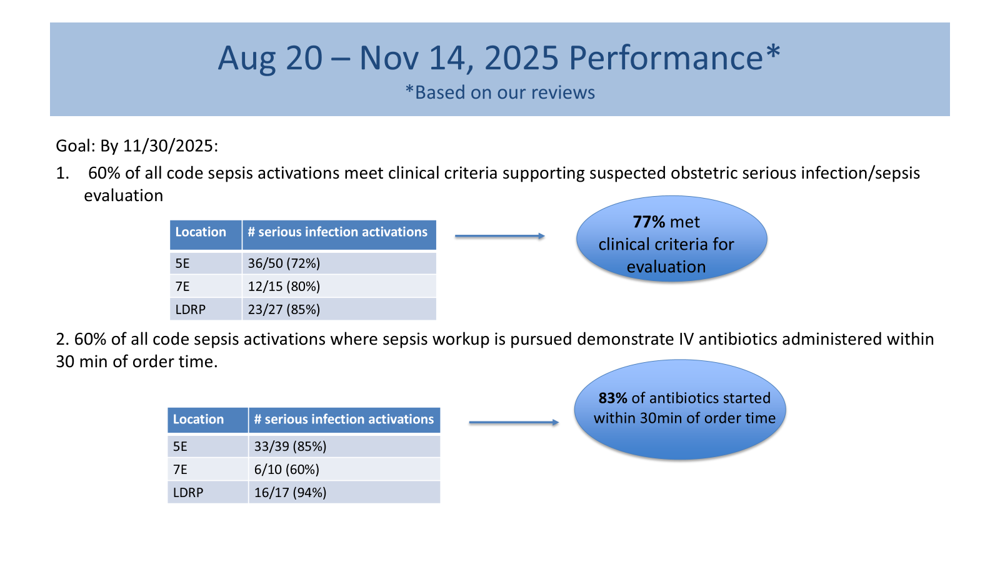 Aug 20 – Nov 14, 2025 Performance*
*Based on our reviews
Goal: By 11/30/2025:
1. 60% of all code sepsis activations meet clinical criteria supporting suspected obstetric serious infection/sepsis
evaluation
Location # serious infection activations
5E 36/50 (72%)
7E 12/15 (80%)
LDRP 23/27 (85%)
77% met
clinical criteria for
evaluation
2. 60% of all code sepsis activations where sepsis workup is pursued demonstrate IV antibiotics administered within
30 min of order time.
Location # serious infection activations
5E 33/39 (85%)
7E 6/10 (60%)
LDRP 16/17 (94%)
83% of antibiotics started
within 30min of order time